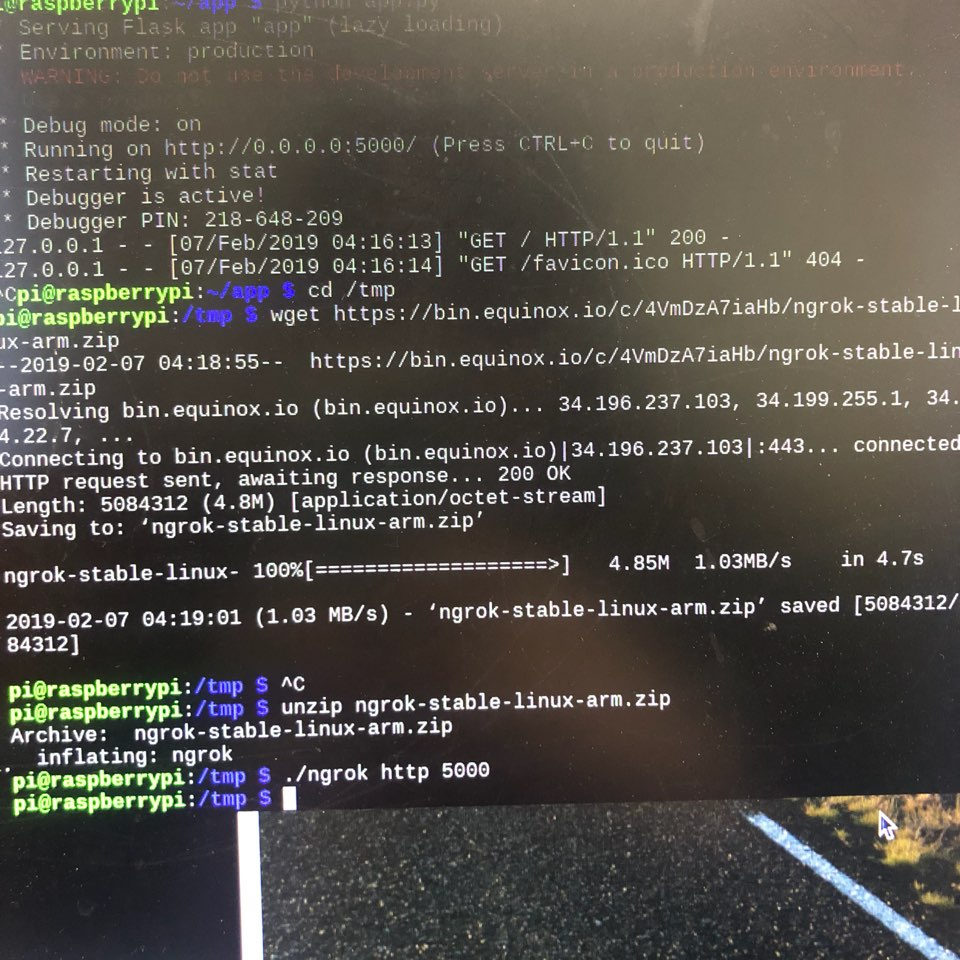 i@raspberrypi:~/app $ python app.py
Serving Flask app "app" (lazy loading)
* Environment: production
WARNING: Do not use the development server in a production environment.
* Debug mode: on
* Running on http://0.0.0.0:5000/ (Press CTRL+C to quit)
* Restarting with stat
* Debugger is active!
* Debugger PIN: 218-648-209
27.0.0.1 - - [07/Feb/2019 04:16:13] "GET / HTTP/1.1" 200 -
27.0.0.1 - - [07/Feb/2019 04:16:14] "GET /favicon.ico HTTP/1.1" 404 -
^Cpi@raspberrypi:~/app $ cd /tmp
pi@raspberrypi:/tmp $ wget https://bin.equinox.io/c/4VmDzA7iaHb/ngrok-stable-l
ux-arm.zip
--2019-02-07 04:18:55-- https://bin.equinox.io/c/4VmDzA7iaHb/ngrok-stable-lin
-arm.zip
Resolving bin.equinox.io (bin.equinox.io)... 34.196.237.103, 34.199.255.1, 34.
4.22.7, ...
Connecting to bin.equinox.io (bin.equinox.io)|34.196.237.103|:443... connected
HTTP request sent, awaiting response... 200 OK
Length: 5084312 (4.8M) [application/octet-stream]
Saving to: ‘ngrok-stable-linux-arm.zip’
ngrok-stable-linux- 100%[===================>] 4.85M 1.03MB/s in 4.7s
2019-02-07 04:19:01 (1.03 MB/s) - ‘ngrok-stable-linux-arm.zip’ saved [5084312/
84312]
pi@raspberrypi:/tmp $ ^C
pi@raspberrypi:/tmp $ unzip ngrok-stable-linux-arm.zip
Archive: ngrok-stable-linux-arm.zip
inflating: ngrok
pi@raspberrypi:/tmp $ ./ngrok http 5000
pi@raspberrypi:/tmp $